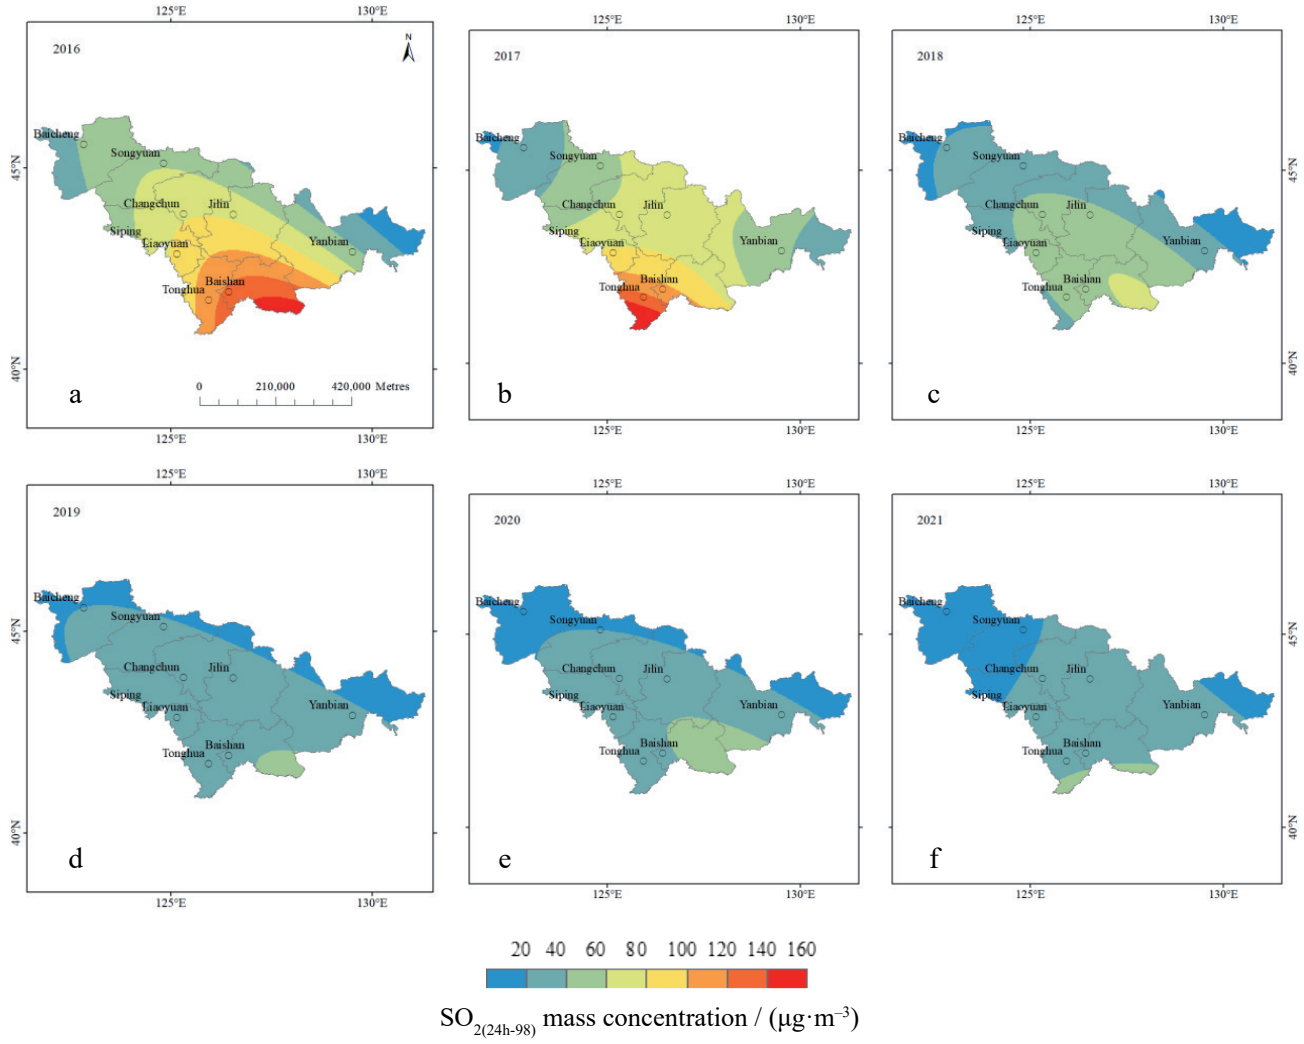 125°E 130°E 125°E 130°E 125°E 130°E
2016
N
2017
2018
Baicheng
Songyuan
Changchun Jilin
Siping
Liaoyuan
Yanbian
Baishan
Tonghua
45°N
40°N
0 210,000 420,000 Metres
a
Baicheng
Songyuan
Changchun Jilin
Siping
Liaoyuan
Yanbian
Baishan
Tonghua
b
Baicheng
Songyuan
Changchun Jilin
Siping
Liaoyuan
Yanbian
Baishan
Tonghua
45°N
40°N
c
125°E 130°E 125°E 130°E 125°E 130°E
125°E 130°E 125°E 130°E 125°E 130°E
2019
2020
2021
Baicheng
Songyuan
Changchun Jilin
Siping
Liaoyuan
Yanbian
Baishan
Tonghua
45°N
40°N
d
Baicheng
Songyuan
Changchun Jilin
Siping
Liaoyuan
Yanbian
Baishan
Tonghua
e
Baicheng
Songyuan
Changchun Jilin
Siping
Liaoyuan
Yanbian
Baishan
Tonghua
45°N
40°N
f
125°E 130°E 125°E 130°E 125°E 130°E
20 40 60 80 100 120 140 160
SO2(24h-98) mass concentration / (μg·m–3)